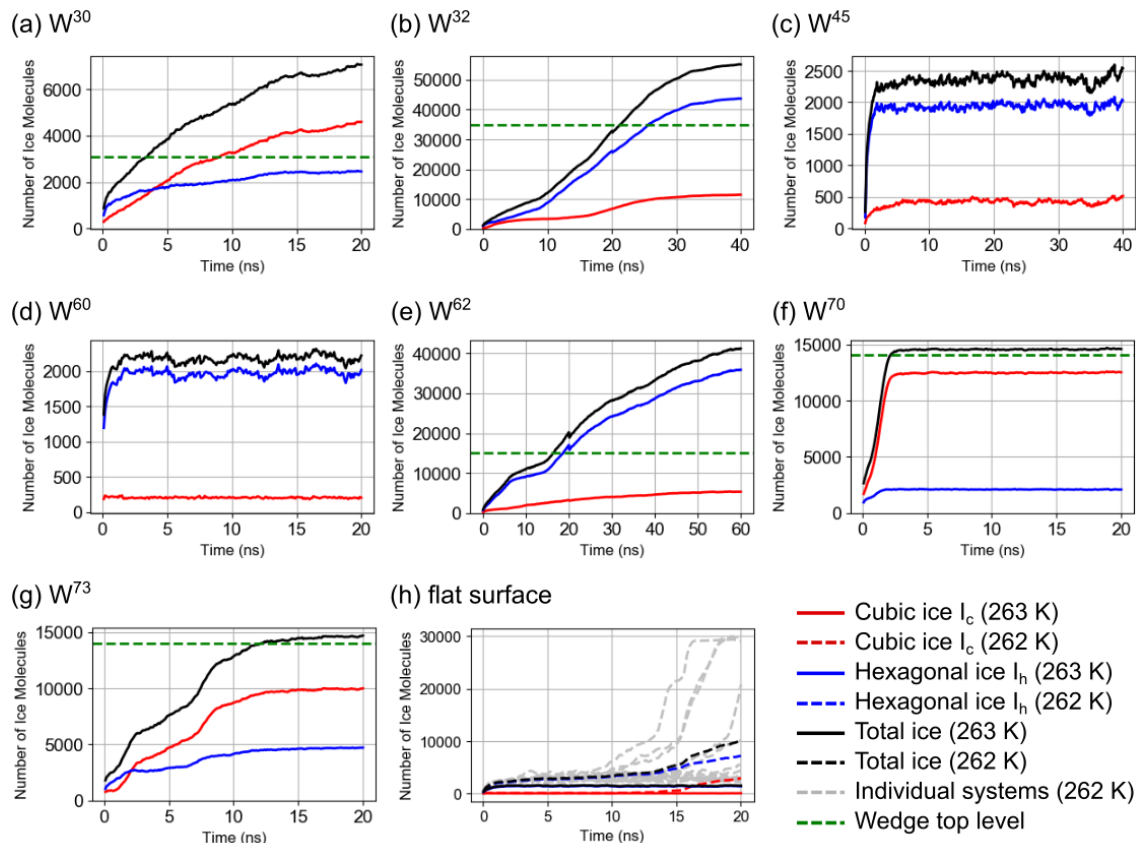 (a) W³⁰
Number of Ice Molecules
6000
4000
2000
0
0 5 10 15 20
Time (ns)
(b) W³²
Number of Ice Molecules
50000
40000
30000
20000
10000
0
0 10 20 30 40
Time (ns)
(c) W⁴⁵
Number of Ice Molecules
2500
2000
1500
1000
500
0
0 10 20 30 40
Time (ns)
(d) W⁶⁰
Number of Ice Molecules
2000
1500
1000
500
0
0 5 10 15 20
Time (ns)
(e) W⁶²
Number of Ice Molecules
40000
30000
20000
10000
0
0 10 20 30 40 50 60
Time (ns)
(f) W⁷⁰
Number of Ice Molecules
15000
10000
5000
0
0 5 10 15 20
Time (ns)
(g) W⁷³
Number of Ice Molecules
15000
10000
5000
0
0 5 10 15 20
Time (ns)
(h) flat surface
Number of Ice Molecules
30000
20000
10000
0
0 5 10 15 20
Time (ns)
Cubic ice I_c (263 K)
Cubic ice I_c (262 K)
Hexagonal ice I_h (263 K)
Hexagonal ice I_h (262 K)
Total ice (263 K)
Total ice (262 K)
Individual systems (262 K)
Wedge top level